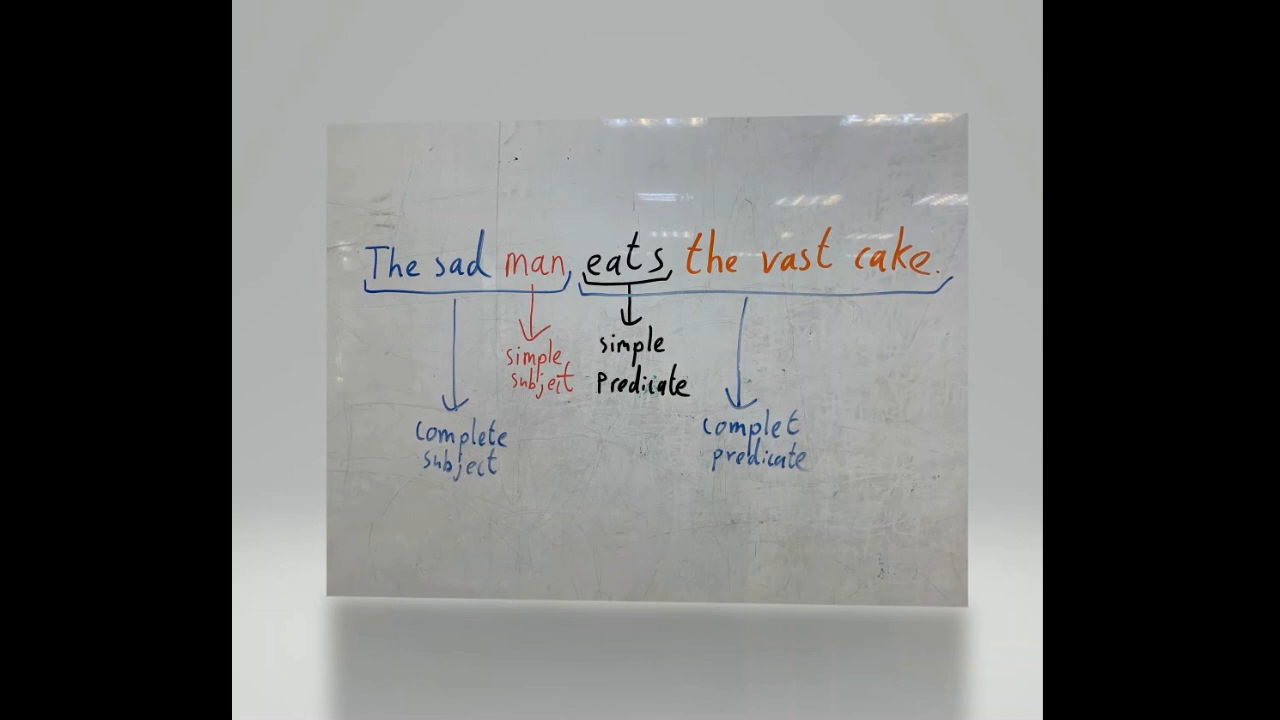 The sad man eats the vast cake.
simple
subject
simple
predicate
complete
subject
complet
predicate